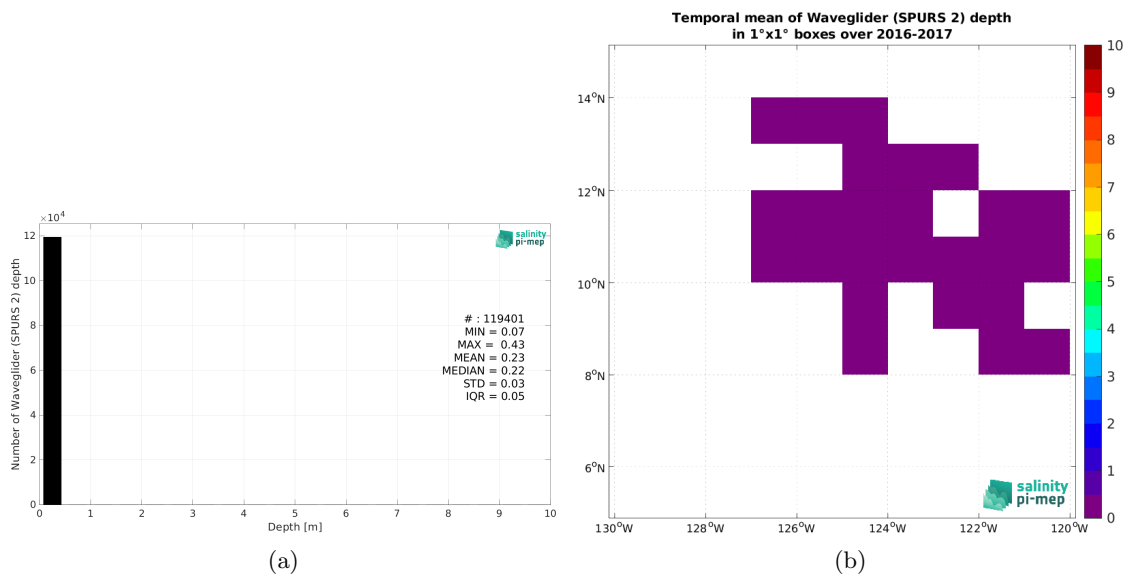 ×10⁴
12
10
8
6
4
2
0
Number of Waveglider (SPURS 2) depth
0 1 2 3 4 5 6 7 8 9 10
Depth [m]
salinity
pi-mep
# : 119401
MIN = 0.07
MAX = 0.43
MEAN = 0.23
MEDIAN = 0.22
STD = 0.03
IQR = 0.05
(a)
Temporal mean of Waveglider (SPURS 2) depth
in 1°x1° boxes over 2016-2017
14°N
12°N
10°N
8°N
6°N
130°W 128°W 126°W 124°W 122°W 120°W
salinity
pi-mep
10
9
8
7
6
5
4
3
2
1
0
(b)